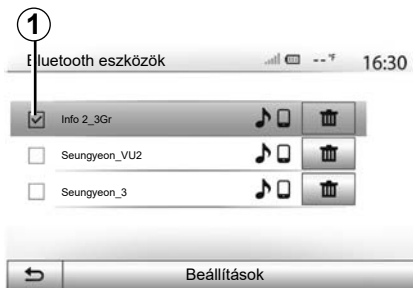 1
Bluetooth eszközök --°F 16:30
Info 2_3Gr
Seungyeon_VU2
Seungyeon_3
Beállítások